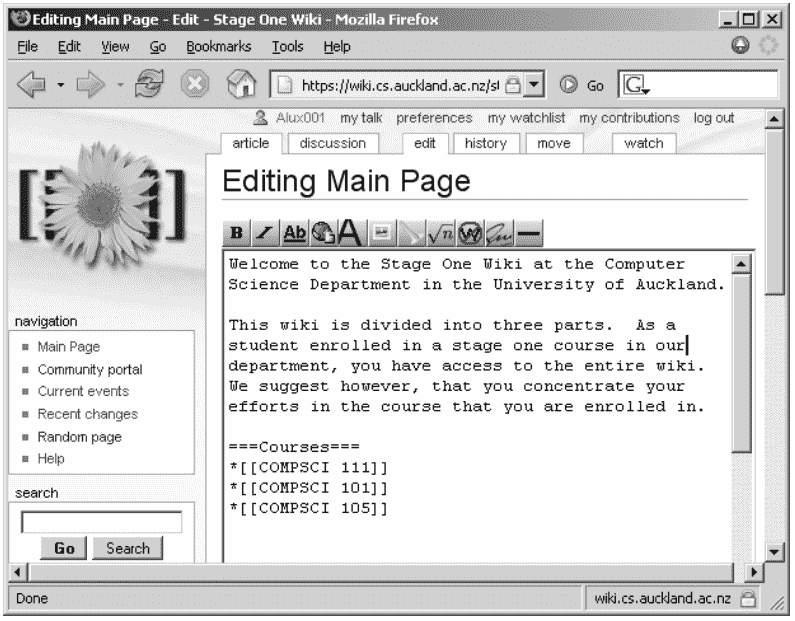 Editing Main Page - Edit - Stage One Wiki - Mozilla Firefox
File Edit View Go Bookmarks Tools Help
https://wiki.cs.auckland.ac.nz/st Go G
Alux001 my talk preferences my watchlist my contributions log out
article discussion edit history move watch
Editing Main Page
B I Ab A √n W
Welcome to the Stage One Wiki at the Computer
Science Department in the University of Auckland.
This wiki is divided into three parts. As a
student enrolled in a stage one course in our
department, you have access to the entire wiki.
We suggest however, that you concentrate your
efforts in the course that you are enrolled in.
===Courses===
*[[COMPSCI 111]]
*[[COMPSCI 101]]
*[[COMPSCI 105]]
navigation
Main Page
Community portal
Current events
Recent changes
Random page
Help
search
Go Search
Done wiki.cs.auckland.ac.nz